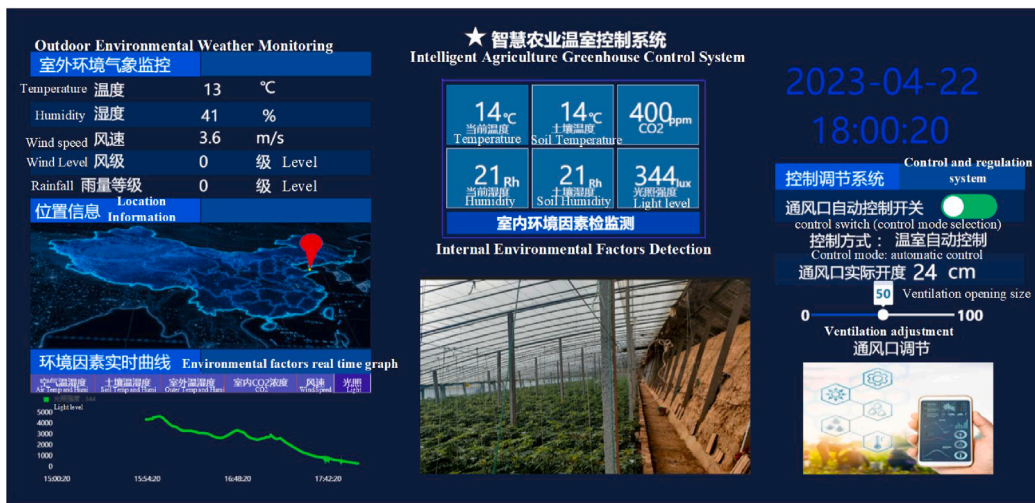 Outdoor Environmental Weather Monitoring
室外环境气象监控
Temperature 温度 13 ℃
Humidity 湿度 41 %
Wind speed 风速 3.6 m/s
Wind Level 风级 0 级 Level
Rainfall 雨量等级 0 级 Level
位置信息 Location Information
环境因素实时曲线 Environmental factors real time graph
空气温湿度 土壤温湿度 室外温湿度 室内CO2浓度 风速 光照
Air Temp and Humi Soil Temp and Humi Outer Temp and Humi CO2 Wind Speed Light
光照强度 344
Light level
5000
4000
3000
2000
1000
0
15:00:20 15:54:20 16:48:20 17:42:20
★ 智慧农业温室控制系统
Intelligent Agriculture Greenhouse Control System
14℃ 14℃ 400ppm
当前温度 土壤温度 CO2
Temperature Soil Temperature
21Rh 21Rh 344lux
当前湿度 土壤湿度 光照强度
Humidity Soil Humidity Light level
室内环境因素检监测
Internal Environmental Factors Detection
2023-04-22
18:00:20
Control and regulation system
控制调节系统
通风口自动控制开关
control switch (control mode selection)
控制方式： 温室自动控制
Control mode: automatic control
通风口实际开度 24 cm
50 Ventilation opening size
0 100
Ventilation adjustment
通风口调节